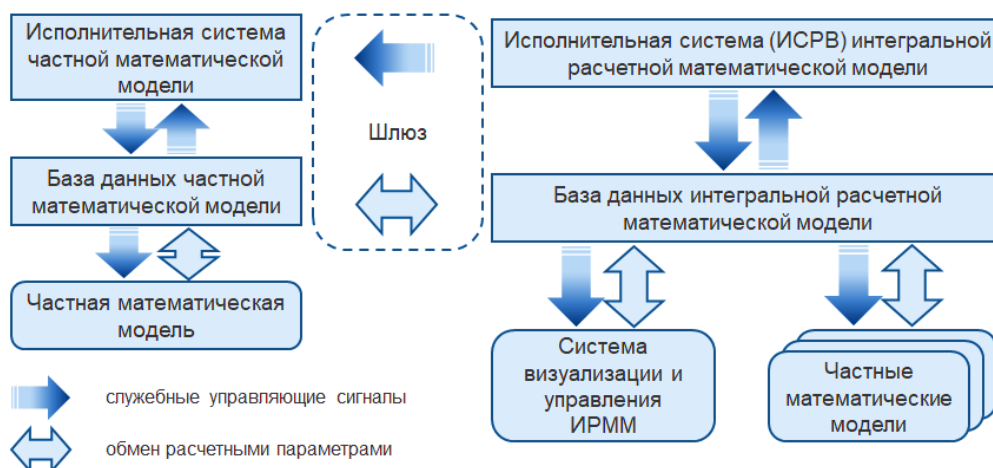 Исполнительная система
частной математической
модели
База данных частной
математической модели
Частная математическая
модель
Шлюз
Исполнительная система (ИСРВ) интегральной
расчетной математической модели
База данных интегральной расчетной
математической модели
Система
визуализации и
управления
ИРММ
Частные
математические
модели
служебные управляющие сигналы
обмен расчетными параметрами